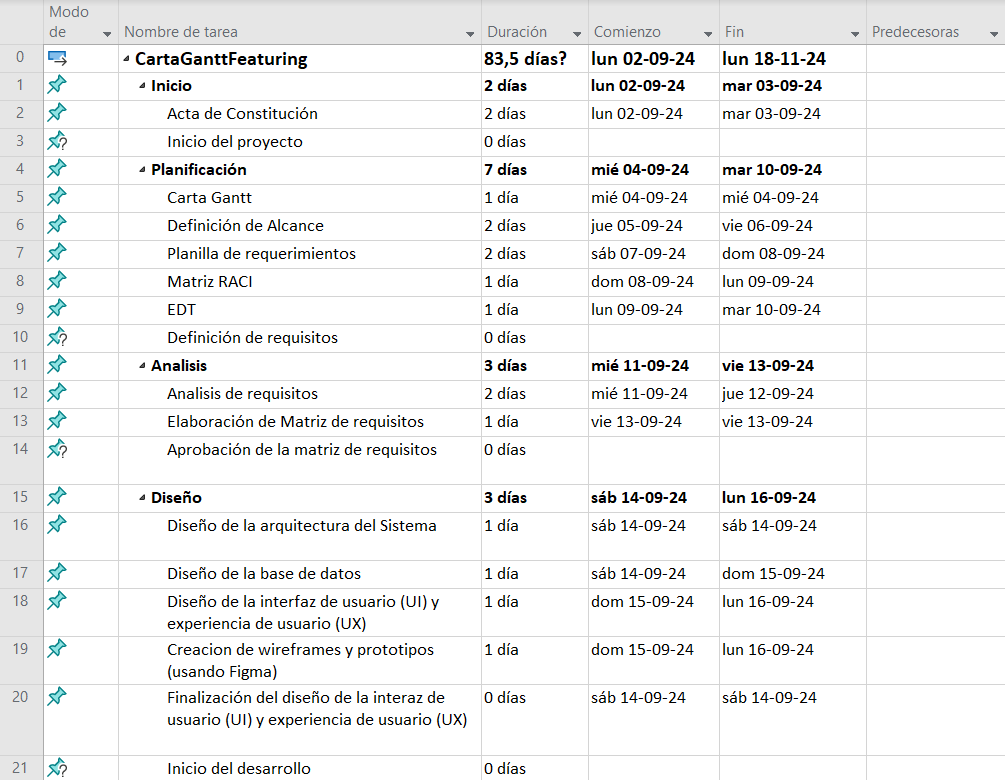 Modo de Nombre de tarea Duración Comienzo Fin Predecesoras
0 CartaGanttFeaturing 83,5 días? lun 02-09-24 lun 18-11-24
1 Inicio 2 días lun 02-09-24 mar 03-09-24
2 Acta de Constitución 2 días lun 02-09-24 mar 03-09-24
3 Inicio del proyecto 0 días
4 Planificación 7 días mié 04-09-24 mar 10-09-24
5 Carta Gantt 1 día mié 04-09-24 mié 04-09-24
6 Definición de Alcance 2 días jue 05-09-24 vie 06-09-24
7 Planilla de requerimientos 2 días sáb 07-09-24 dom 08-09-24
8 Matriz RACI 1 día dom 08-09-24 lun 09-09-24
9 EDT 1 día lun 09-09-24 mar 10-09-24
10 Definición de requisitos 0 días
11 Analisis 3 días mié 11-09-24 vie 13-09-24
12 Analisis de requisitos 2 días mié 11-09-24 jue 12-09-24
13 Elaboración de Matriz de requisitos 1 día vie 13-09-24 vie 13-09-24
14 Aprobación de la matriz de requisitos 0 días
15 Diseño 3 días sáb 14-09-24 lun 16-09-24
16 Diseño de la arquitectura del Sistema 1 día sáb 14-09-24 sáb 14-09-24
17 Diseño de la base de datos 1 día sáb 14-09-24 dom 15-09-24
18 Diseño de la interfaz de usuario (UI) y 1 día dom 15-09-24 lun 16-09-24
experiencia de usuario (UX)
19 Creacion de wireframes y prototipos 1 día dom 15-09-24 lun 16-09-24
(usando Figma)
20 Finalización del diseño de la interaz de 0 días sáb 14-09-24 sáb 14-09-24
usuario (UI) y experiencia de usuario (UX)
21 Inicio del desarrollo 0 días